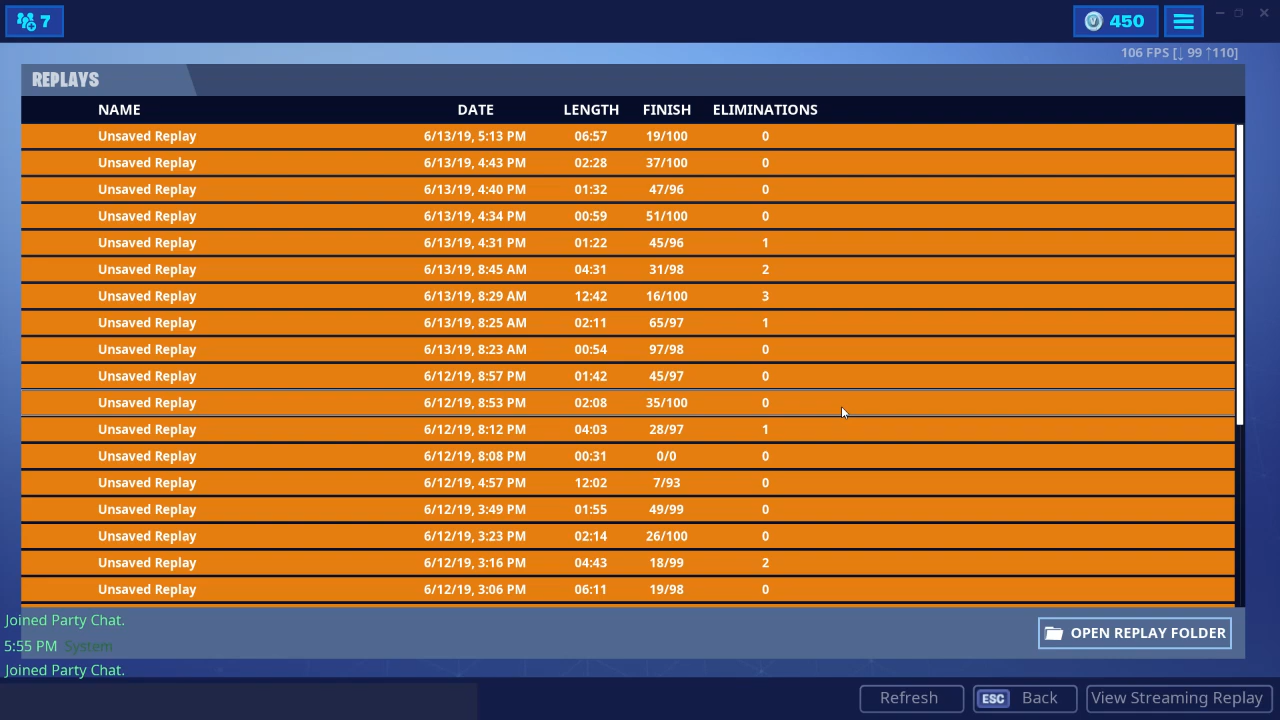 7
450
106 FPS [↓ 99 ↑110]
REPLAYS
NAME DATE LENGTH FINISH ELIMINATIONS
Unsaved Replay 6/13/19, 5:13 PM 06:57 19/100 0
Unsaved Replay 6/13/19, 4:43 PM 02:28 37/100 0
Unsaved Replay 6/13/19, 4:40 PM 01:32 47/96 0
Unsaved Replay 6/13/19, 4:34 PM 00:59 51/100 0
Unsaved Replay 6/13/19, 4:31 PM 01:22 45/96 1
Unsaved Replay 6/13/19, 8:45 AM 04:31 31/98 2
Unsaved Replay 6/13/19, 8:29 AM 12:42 16/100 3
Unsaved Replay 6/13/19, 8:25 AM 02:11 65/97 1
Unsaved Replay 6/13/19, 8:23 AM 00:54 97/98 0
Unsaved Replay 6/12/19, 8:57 PM 01:42 45/97 0
Unsaved Replay 6/12/19, 8:53 PM 02:08 35/100 0
Unsaved Replay 6/12/19, 8:12 PM 04:03 28/97 1
Unsaved Replay 6/12/19, 8:08 PM 00:31 0/0 0
Unsaved Replay 6/12/19, 4:57 PM 12:02 7/93 0
Unsaved Replay 6/12/19, 3:49 PM 01:55 49/99 0
Unsaved Replay 6/12/19, 3:23 PM 02:14 26/100 0
Unsaved Replay 6/12/19, 3:16 PM 04:43 18/99 2
Unsaved Replay 6/12/19, 3:06 PM 06:11 19/98 0
Joined Party Chat.
5:55 PM System
Joined Party Chat.
OPEN REPLAY FOLDER
Refresh ESC Back View Streaming Replay